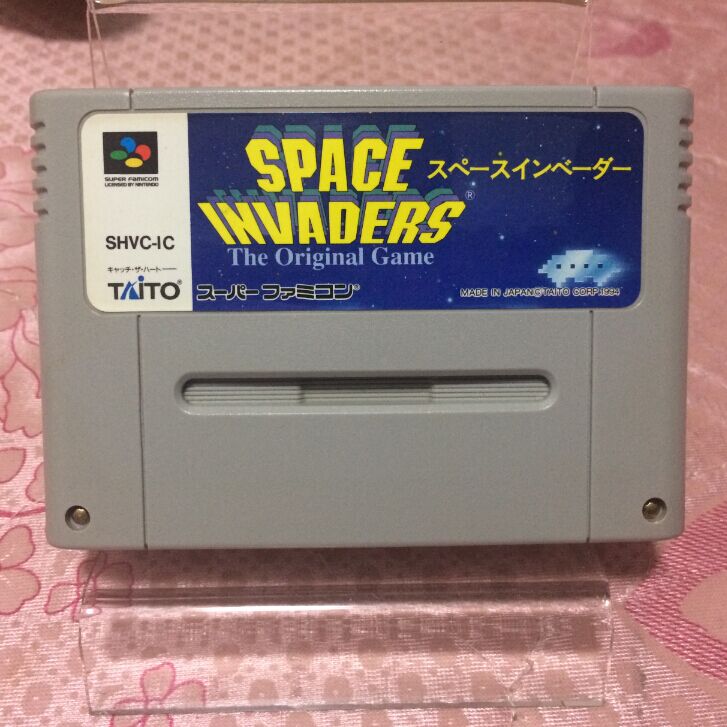 SUPER FAMICOM
LICENSED BY NINTENDO
SHVC-IC
キャッチ・ザ・ハート
TAITO®
SPACE
INVADERS®
The Original Game
スペースインベーダー
スーパーファミコン®
MADE IN JAPAN©TAITO CORP.1994